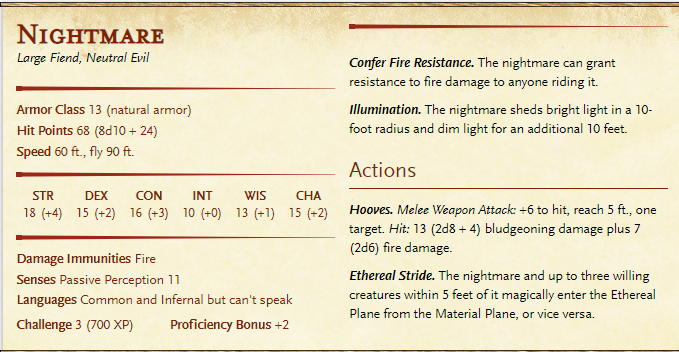 Nightmare
Large Fiend, Neutral Evil
Armor Class 13 (natural armor)
Hit Points 68 (8d10 + 24)
Speed 60 ft., fly 90 ft.
STR DEX CON INT WIS CHA
18 (+4) 15 (+2) 16 (+3) 10 (+0) 13 (+1) 15 (+2)
Damage Immunities Fire
Senses Passive Perception 11
Languages Common and Infernal but can't speak
Challenge 3 (700 XP) Proficiency Bonus +2
Confer Fire Resistance. The nightmare can grant
resistance to fire damage to anyone riding it.
Illumination. The nightmare sheds bright light in a 10-
foot radius and dim light for an additional 10 feet.
Actions
Hooves. Melee Weapon Attack: +6 to hit, reach 5 ft., one
target. Hit: 13 (2d8 + 4) bludgeoning damage plus 7
(2d6) fire damage.
Ethereal Stride. The nightmare and up to three willing
creatures within 5 feet of it magically enter the Ethereal
Plane from the Material Plane, or vice versa.